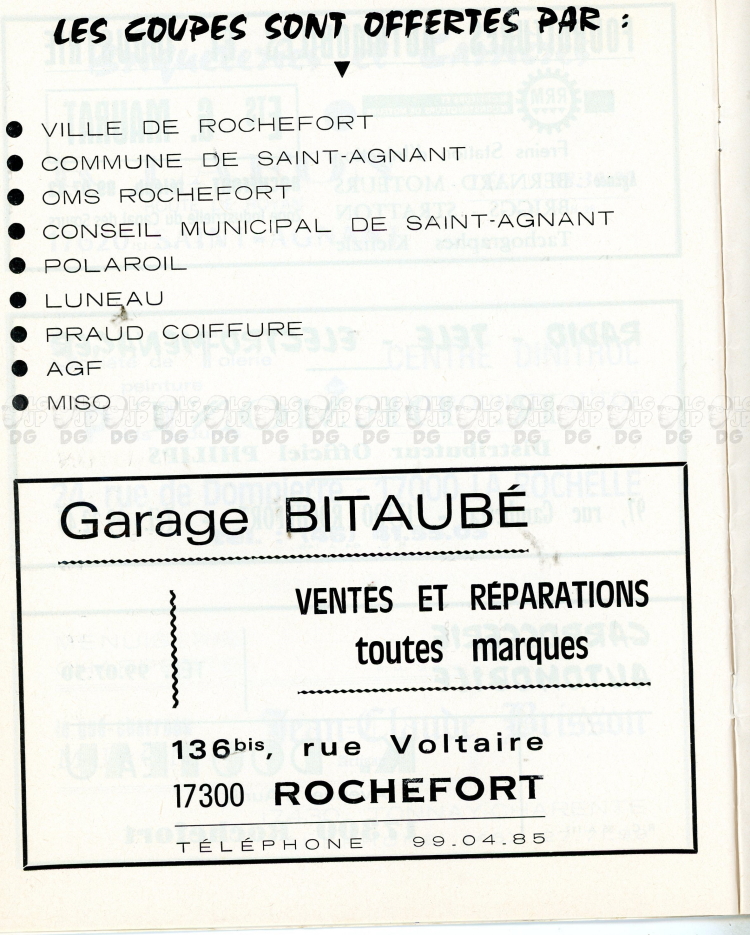 LES COUPES SONT OFFERTES PAR :
VILLE DE ROCHEFORT
COMMUNE DE SAINT-AGNANT
OMS ROCHEFORT
CONSEIL MUNICIPAL DE SAINT-AGNANT
POLAROIL
LUNEAU
PRAUD COIFFURE
AGF
MISO
Garage BITAUBÉ
VENTES ET RÉPARATIONS
toutes marques
136bis, rue Voltaire
17300 ROCHEFORT
TÉLÉPHONE 99.04.85